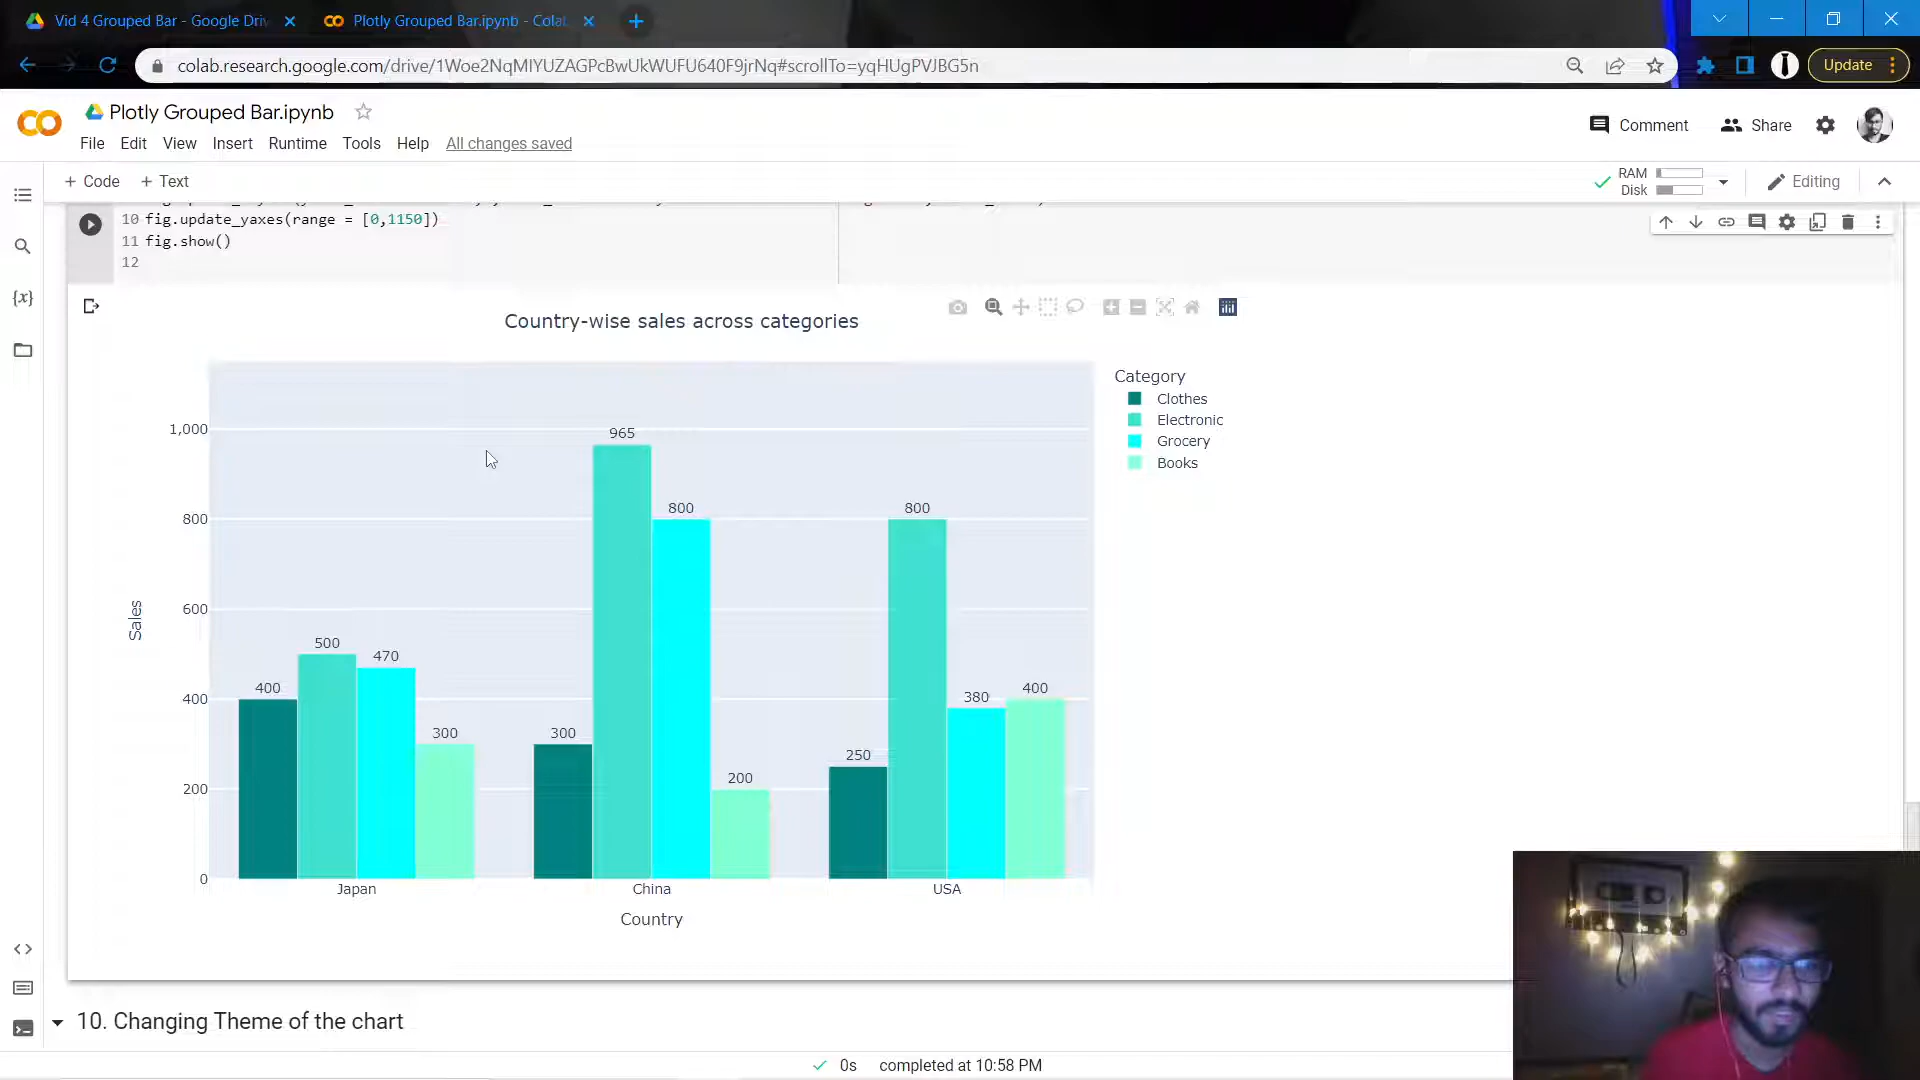 Vid 4 Grouped Bar - Google Driv
Plotly Grouped Bar.ipynb - Colab
colab.research.google.com/drive/1Woe2NqMlYUZAGPcBwUkWUFU640F9jrNq#scrollTo=yqHUgPVJBG5n
Update
Plotly Grouped Bar.ipynb
File Edit View Insert Runtime Tools Help All changes saved
Comment
Share
+ Code + Text
RAM
Disk
Editing
10 fig.update_yaxes(range = [0,1150])
11 fig.show()
12
Country-wise sales across categories
Category
Clothes
Electronic
Grocery
Books
1,000
800
600
400
200
0
Sales
400
500
470
300
300
965
800
200
250
800
380
400
Japan
China
USA
Country
10. Changing Theme of the chart
0s completed at 10:58 PM